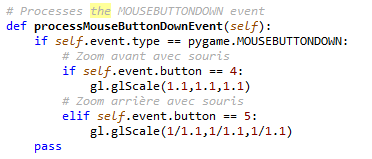 # Processes the MOUSEBUTTONDOWN event
def processMouseButtonDownEvent(self):
    if self.event.type == pygame.MOUSEBUTTONDOWN:
        # Zoom avant avec souris
        if self.event.button == 4:
            gl.glScale(1.1,1.1,1.1)
        # Zoom arrière avec souris
        elif self.event.button == 5:
            gl.glScale(1/1.1,1/1.1,1/1.1)
    pass